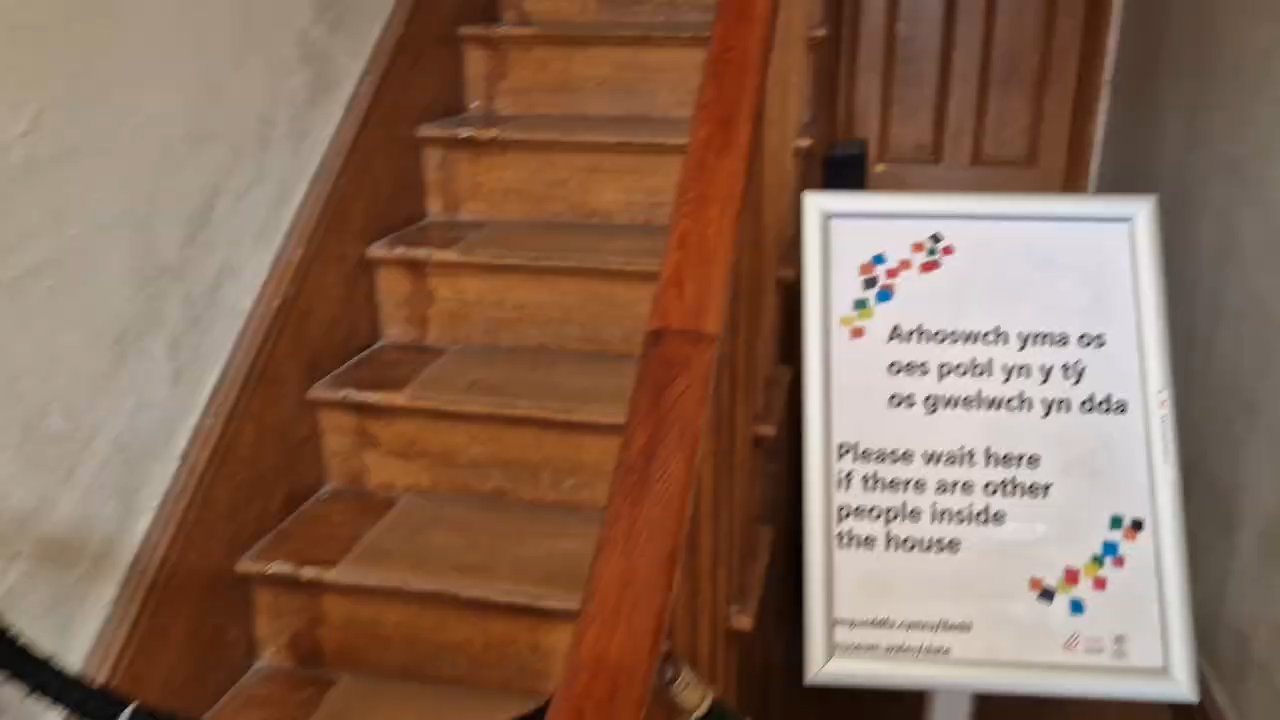 Arhoswch yma os
oes pobl yn y tŷ
os gwelwch yn dda
Please wait here
if there are other
people inside
the house